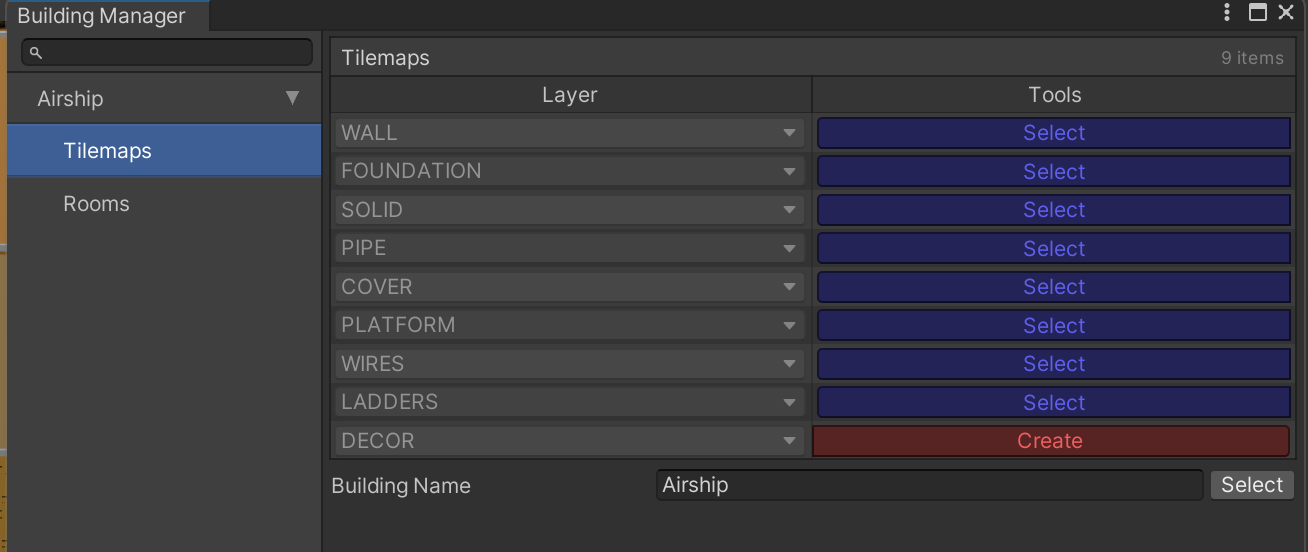 Building Manager
Airship
Tilemaps
Rooms
Tilemaps 9 items
Layer Tools
WALL Select
FOUNDATION Select
SOLID Select
PIPE Select
COVER Select
PLATFORM Select
WIRES Select
LADDERS Select
DECOR Create
Building Name Airship Select